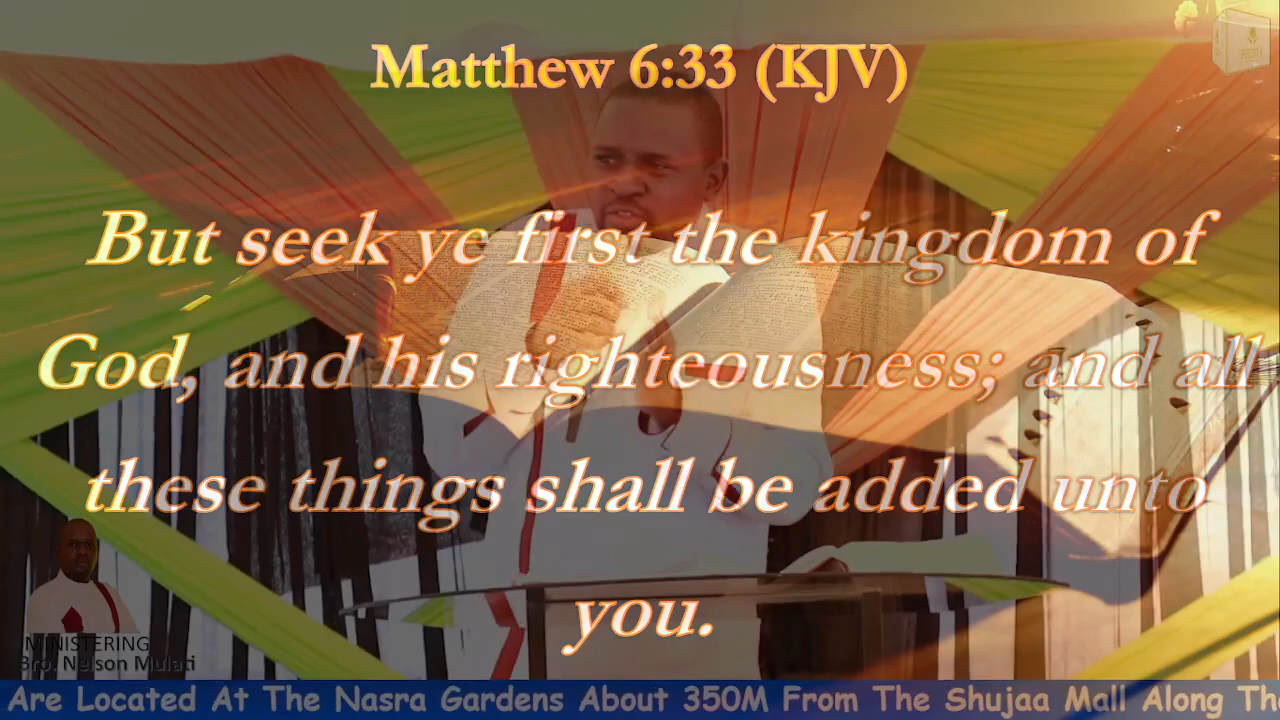 Matthew 6:33 (KJV)
But seek ye first the kingdom of
God, and his righteousness; and all
these things shall be added unto
you.
MINISTERING
Bro. Nelson Mulati
Are Located At The Nasra Gardens About 350M From The Shujaa Mall Along Th